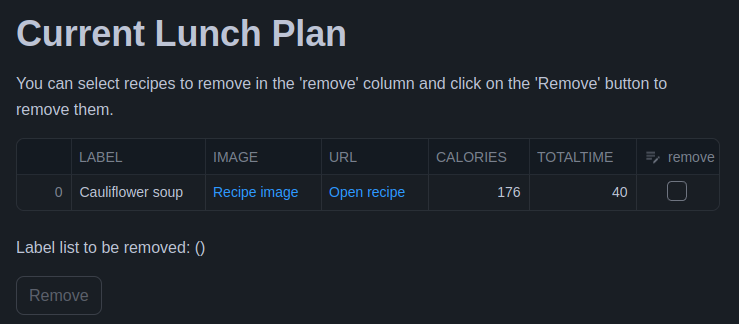 Current Lunch Plan
You can select recipes to remove in the 'remove' column and click on the 'Remove' button to
remove them.
LABEL IMAGE URL CALORIES TOTALTIME remove
0 Cauliflower soup Recipe image Open recipe 176 40
Label list to be removed: ()
Remove